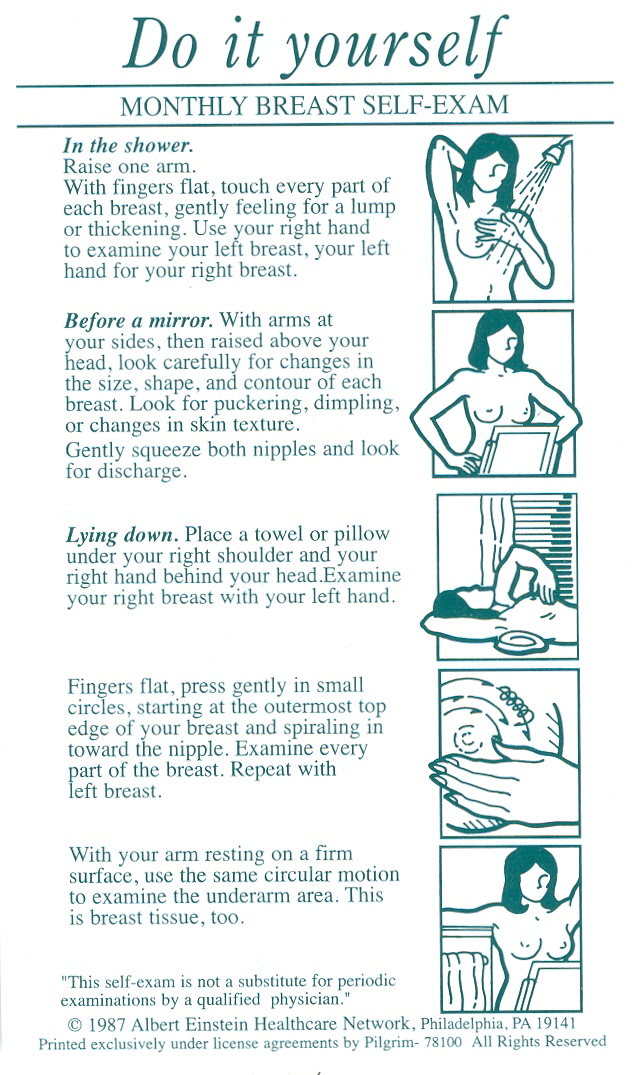 Do it yourself
MONTHLY BREAST SELF-EXAM
In the shower.
Raise one arm.
With fingers flat, touch every part of
each breast, gently feeling for a lump
or thickening. Use your right hand
to examine your left breast, your left
hand for your right breast.
Before a mirror. With arms at
your sides, then raised above your
head, look carefully for changes in
the size, shape, and contour of each
breast. Look for puckering, dimpling,
or changes in skin texture.
Gently squeeze both nipples and look
for discharge.
Lying down. Place a towel or pillow
under your right shoulder and your
right hand behind your head.Examine
your right breast with your left hand.
Fingers flat, press gently in small
circles, starting at the outermost top
edge of your breast and spiraling in
toward the nipple. Examine every
part of the breast. Repeat with
left breast.
With your arm resting on a firm
surface, use the same circular motion
to examine the underarm area. This
is breast tissue, too.
"This self-exam is not a substitute for periodic
examinations by a qualified physician."
© 1987 Albert Einstein Healthcare Network, Philadelphia, PA 19141
Printed exclusively under license agreements by Pilgrim- 78100 All Rights Reserved